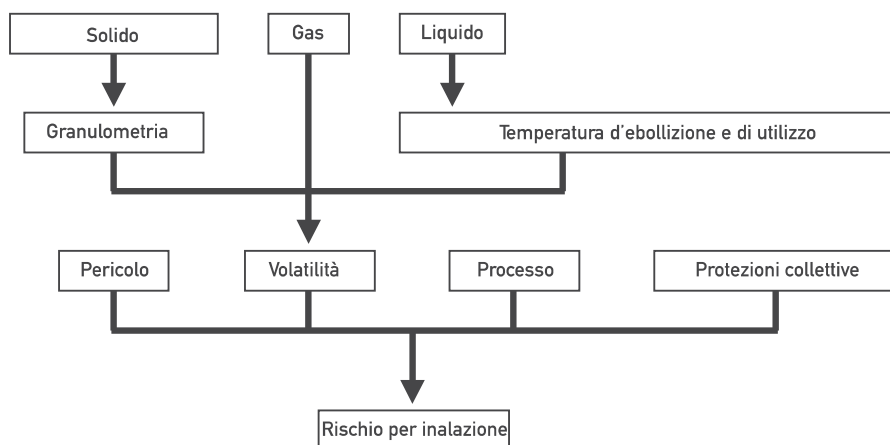 Solido
Gas
Liquido
Granulometria
Temperatura d'ebollizione e di utilizzo
Pericolo
Volatilità
Processo
Protezioni collettive
Rischio per inalazione